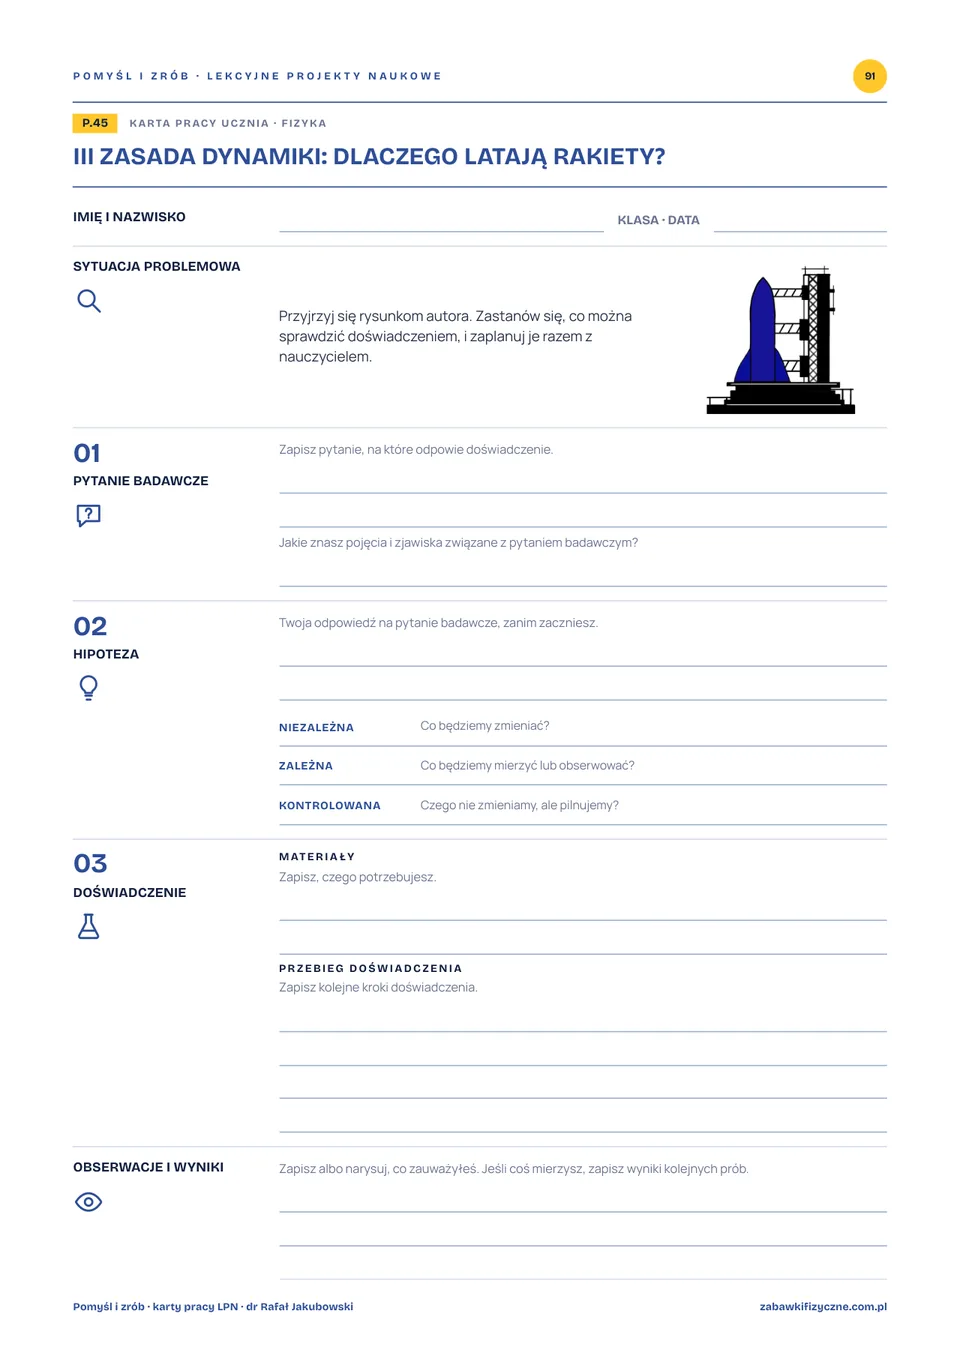 POMYŚL I ZRÓB · LEKCYJNE PROJEKTY NAUKOWE
91
P.45 KARTA PRACY UCZNIA · FIZYKA
III ZASADA DYNAMIKI: DLACZEGO LATAJĄ RAKIETY?
IMIĘ I NAZWISKO
KLASA · DATA
SYTUACJA PROBLEMOWA
Przyjrzyj się rysunkom autora. Zastanów się, co można
sprawdzić doświadczeniem, i zaplanuj je razem z
nauczycielem.
01
PYTANIE BADAWCZE
Zapisz pytanie, na które odpowie doświadczenie.
Jakie znasz pojęcia i zjawiska związane z pytaniem badawczym?
02
HIPOTEZA
Twoja odpowiedź na pytanie badawcze, zanim zaczniesz.
NIEZALEŻNA Co będziemy zmieniać?
ZALEŻNA Co będziemy mierzyć lub obserwować?
KONTROLOWANA Czego nie zmieniamy, ale pilnujemy?
03
DOŚWIADCZENIE
MATERIAŁY
Zapisz, czego potrzebujesz.
PRZEBIEG DOŚWIADCZENIA
Zapisz kolejne kroki doświadczenia.
OBSERWACJE I WYNIKI
Zapisz albo narysuj, co zauważyłeś. Jeśli coś mierzysz, zapisz wyniki kolejnych prób.
Pomyśl i zrób · karty pracy LPN · dr Rafał Jakubowski
zabawkifizyczne.com.pl